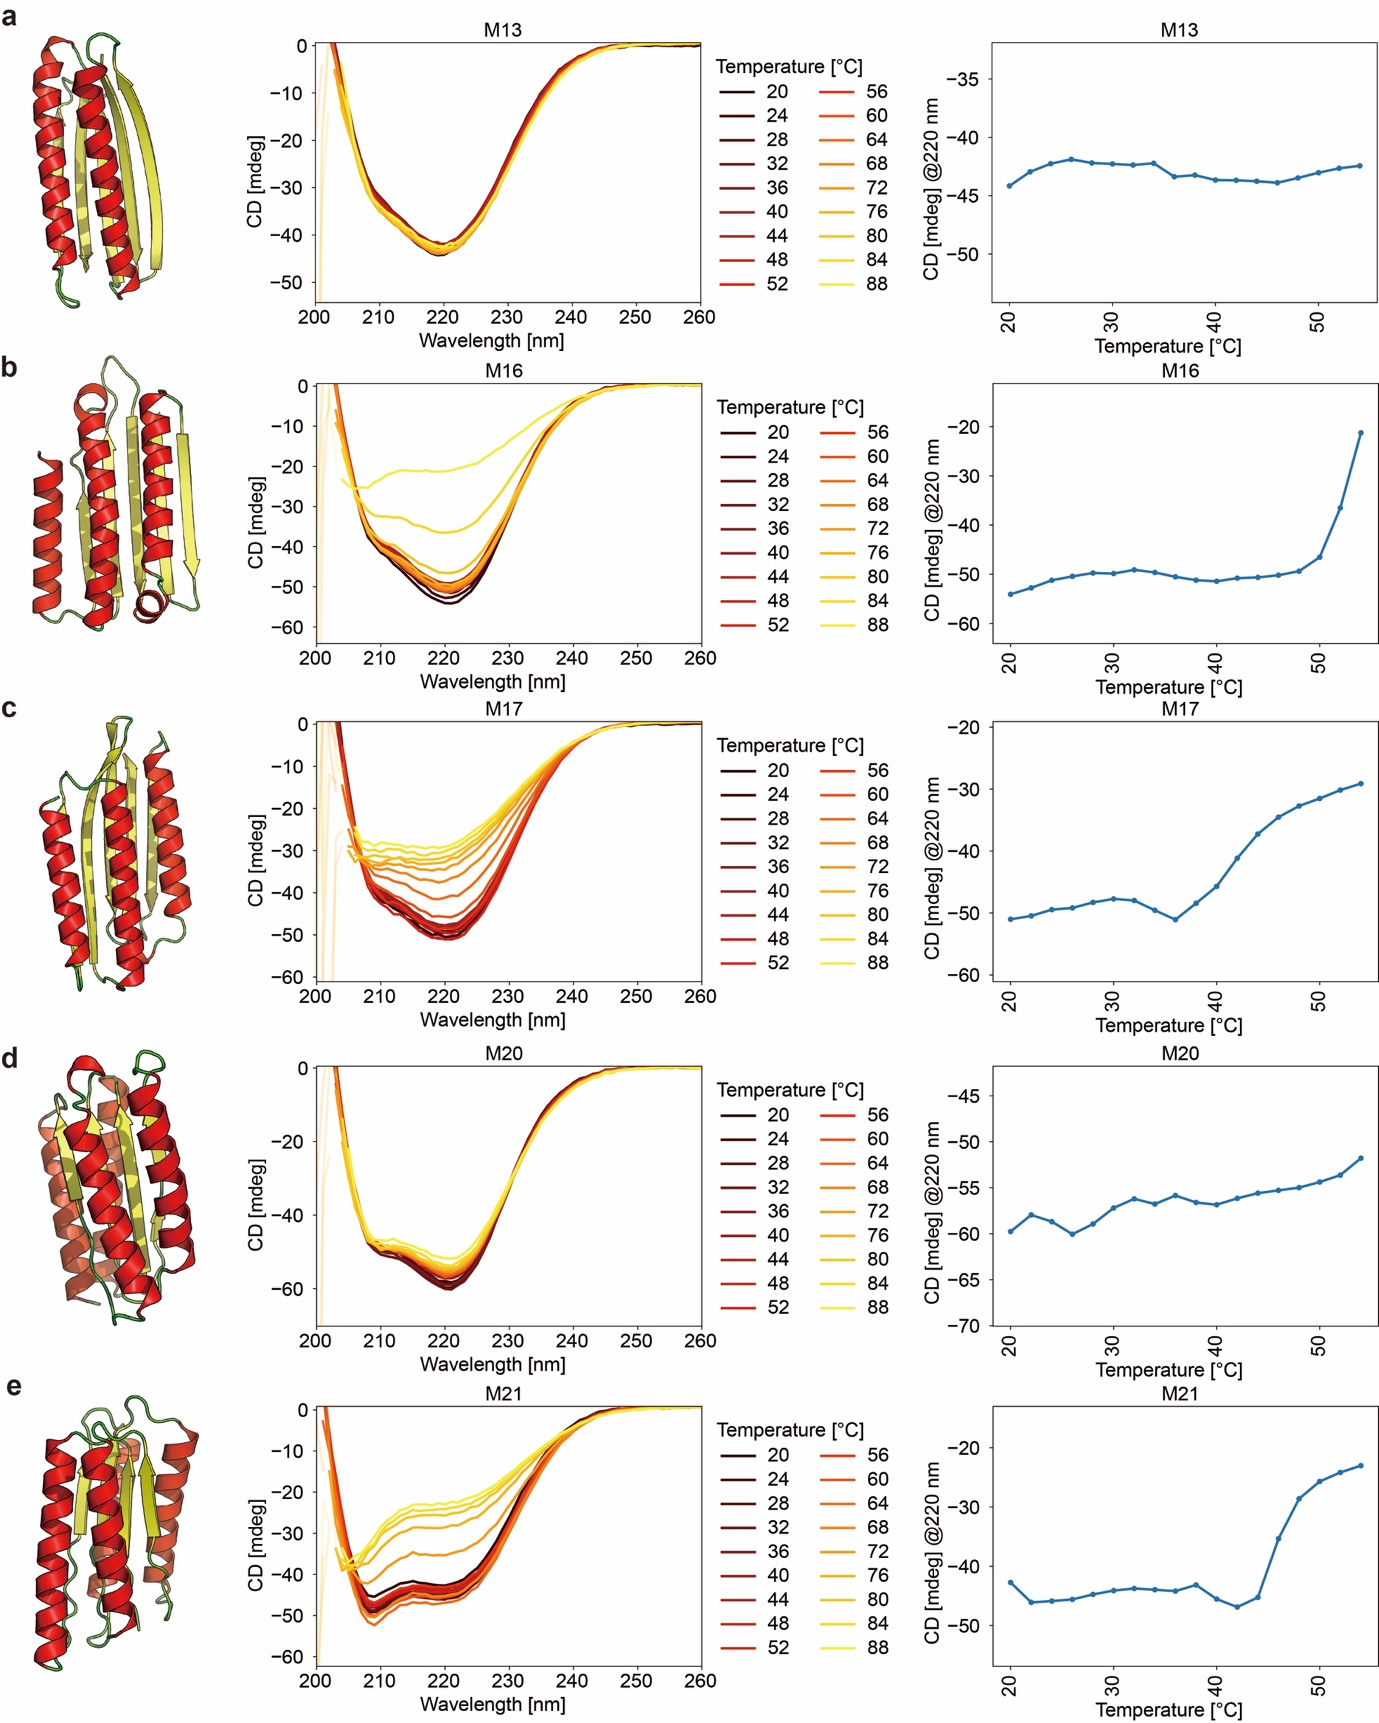 a
M13
0
−10
−20
−30
−40
−50
CD [mdeg]
200 210 220 230 240 250 260
Wavelength [nm]
Temperature [°C]
20 56
24 60
28 64
32 68
36 72
40 76
44 80
48 84
52 88
M13
−35
−40
−45
−50
CD [mdeg] @220 nm
20 30 40 50
Temperature [°C]
b
M16
0
−10
−20
−30
−40
−50
−60
CD [mdeg]
200 210 220 230 240 250 260
Wavelength [nm]
Temperature [°C]
20 56
24 60
28 64
32 68
36 72
40 76
44 80
48 84
52 88
M16
−20
−30
−40
−50
−60
CD [mdeg] @220 nm
20 30 40 50
Temperature [°C]
c
M17
0
−10
−20
−30
−40
−50
−60
CD [mdeg]
200 210 220 230 240 250 260
Wavelength [nm]
Temperature [°C]
20 56
24 60
28 64
32 68
36 72
40 76
44 80
48 84
52 88
M17
−20
−30
−40
−50
−60
CD [mdeg] @220 nm
20 30 40 50
Temperature [°C]
d
M20
0
−20
−40
−60
CD [mdeg]
200 210 220 230 240 250 260
Wavelength [nm]
Temperature [°C]
20 56
24 60
28 64
32 68
36 72
40 76
44 80
48 84
52 88
M20
−45
−50
−55
−60
−65
−70
CD [mdeg] @220 nm
20 30 40 50
Temperature [°C]
e
M21
0
−10
−20
−30
−40
−50
−60
CD [mdeg]
200 210 220 230 240 250 260
Wavelength [nm]
Temperature [°C]
20 56
24 60
28 64
32 68
36 72
40 76
44 80
48 84
52 88
M21
−20
−30
−40
−50
CD [mdeg] @220 nm
20 30 40 50
Temperature [°C]